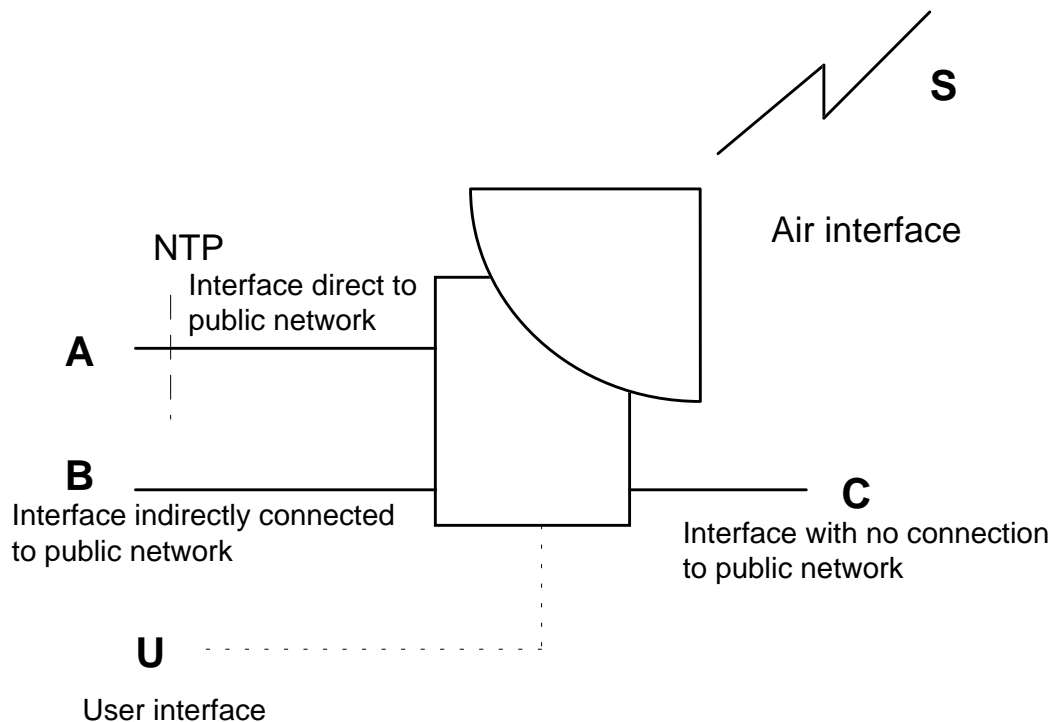 S
Air interface
NTP
Interface direct to
public network
A
B
Interface indirectly connected
to public network
C
Interface with no connection
to public network
U
User interface